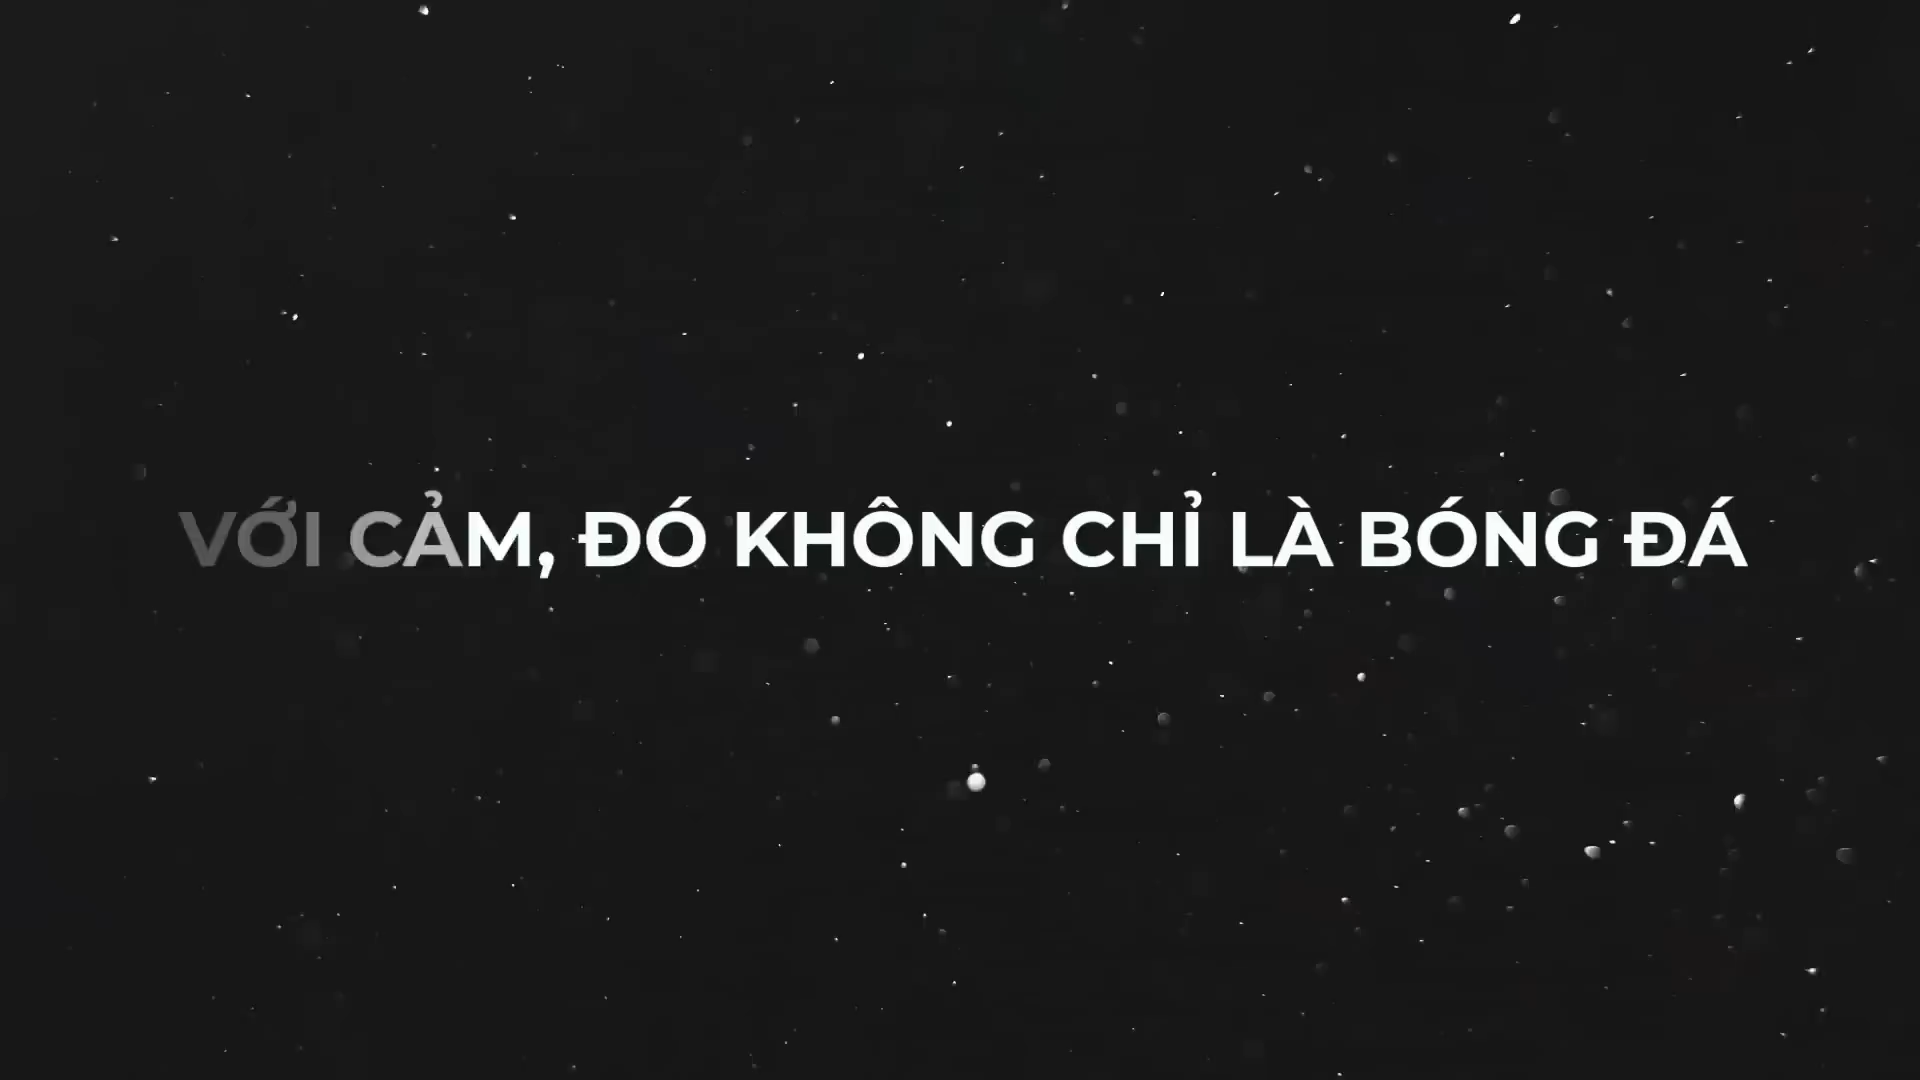 VỚI CẢM, ĐÓ KHÔNG CHỈ LÀ BÓNG ĐÁ